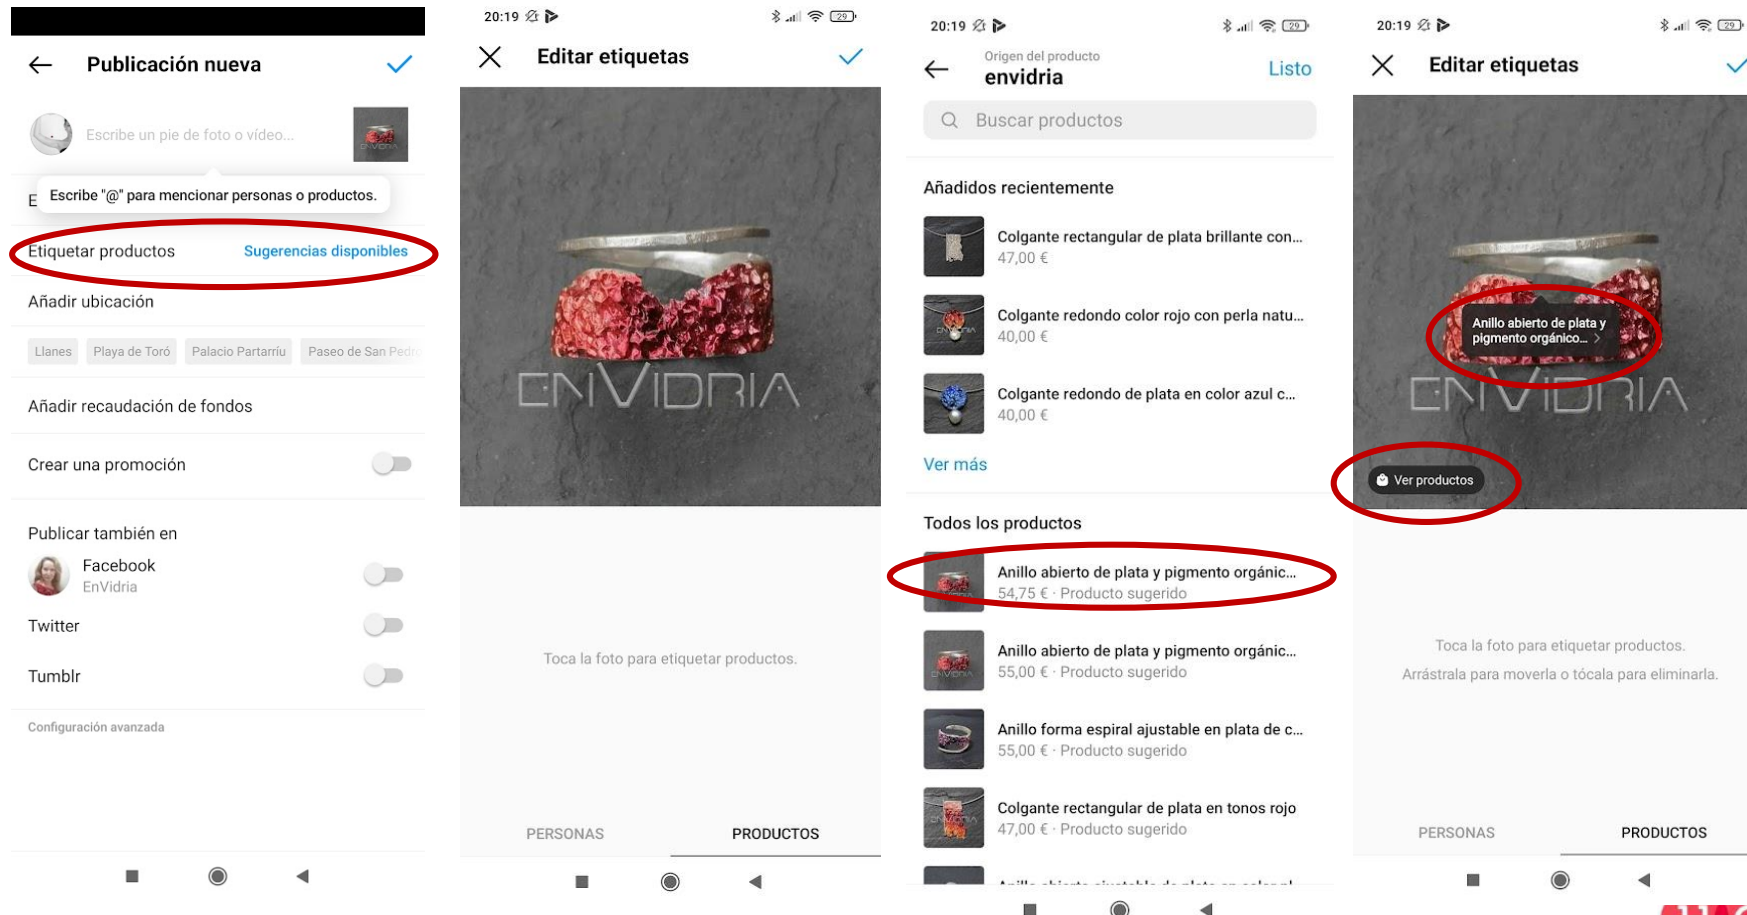 Publicación nueva
Escribe un pie de foto o vídeo...
ENVIDRIA
E
Escribe "@" para mencionar personas o productos.
Etiquetar productos
Sugerencias disponibles
Añadir ubicación
Llanes
Playa de Toró
Palacio Partarríu
Paseo de San Pedro
Añadir recaudación de fondos
Crear una promoción
Publicar también en
Facebook
EnVidria
Twitter
Tumblr
Configuración avanzada
20:19
29
Editar etiquetas
ENVIDRIA
Toca la foto para etiquetar productos.
PERSONAS
PRODUCTOS
20:19
29
Origen del producto
envidria
Listo
Buscar productos
Añadidos recientemente
Colgante rectangular de plata brillante con...
47,00 €
Colgante redondo color rojo con perla natu...
40,00 €
Colgante redondo de plata en color azul c...
40,00 €
Ver más
Todos los productos
Anillo abierto de plata y pigmento orgánic...
54,75 € · Producto sugerido
Anillo abierto de plata y pigmento orgánic...
55,00 € · Producto sugerido
Anillo forma espiral ajustable en plata de c...
55,00 € · Producto sugerido
Colgante rectangular de plata en tonos rojo
47,00 € · Producto sugerido
20:19
29
Editar etiquetas
Anillo abierto de plata y
pigmento orgánico...
ENVIDRIA
Ver productos
Toca la foto para etiquetar productos.
Arrástrala para moverla o tócala para eliminarla.
PERSONAS
PRODUCTOS